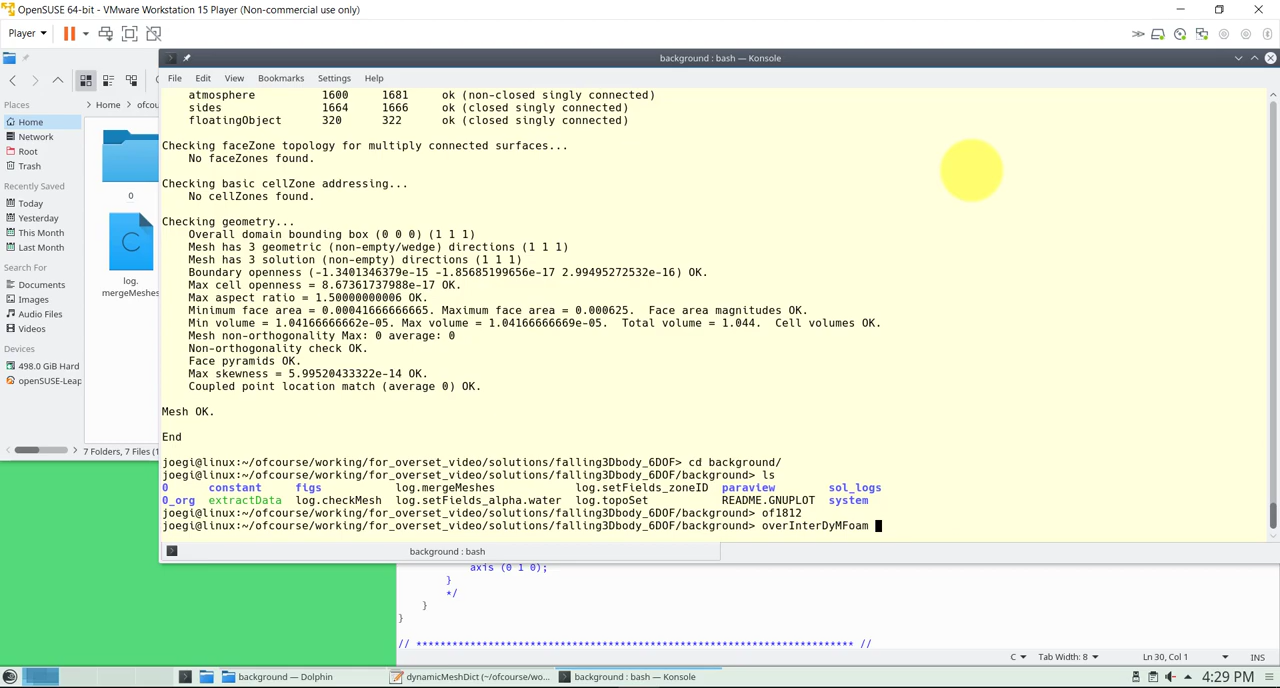 OpenSUSE 64-bit - VMware Workstation 15 Player (Non-commercial use only)
Player
background : bash — Konsole
File Edit View Bookmarks Settings Help
Places
Home
Network
Root
Trash
Recently Saved
Today
Yesterday
This Month
Last Month
Search For
Documents
Images
Audio Files
Videos
Devices
498.0 GiB Hard
openSUSE-Leap
Home > ofcou
0
log.
mergeMeshes
7 Folders, 7 Files (1
atmosphere 1600 1681 ok (non-closed singly connected)
sides 1664 1666 ok (closed singly connected)
floatingObject 320 322 ok (closed singly connected)
Checking faceZone topology for multiply connected surfaces...
No faceZones found.
Checking basic cellZone addressing...
No cellZones found.
Checking geometry...
Overall domain bounding box (0 0 0) (1 1 1)
Mesh has 3 geometric (non-empty/wedge) directions (1 1 1)
Mesh has 3 solution (non-empty) directions (1 1 1)
Boundary openness (-1.3401346379e-15 -1.85685199656e-17 2.99495272532e-16) OK.
Max cell openness = 8.67361737988e-17 OK.
Max aspect ratio = 1.50000000006 OK.
Minimum face area = 0.00041666666665. Maximum face area = 0.000625. Face area magnitudes OK.
Min volume = 1.04166666662e-05. Max volume = 1.04166666669e-05. Total volume = 1.044. Cell volumes OK.
Mesh non-orthogonality Max: 0 average: 0
Non-orthogonality check OK.
Face pyramids OK.
Max skewness = 5.99520433322e-14 OK.
Coupled point location match (average 0) OK.
Mesh OK.
End
joegi@linux:~/ofcourse/working/for_overset_video/solutions/falling3Dbody_6DOF> cd background/
joegi@linux:~/ofcourse/working/for_overset_video/solutions/falling3Dbody_6DOF/background> ls
0 constant figs log.mergeMeshes log.setFields_zoneID paraview sol_logs
0_org extractData log.checkMesh log.setFields_alpha.water log.topoSet README.GNUPLOT system
joegi@linux:~/ofcourse/working/for_overset_video/solutions/falling3Dbody_6DOF/background> of1812
joegi@linux:~/ofcourse/working/for_overset_video/solutions/falling3Dbody_6DOF/background> overInterDyMFoam
background : bash
axis (0 1 0);
}
*/
}
}
// ************************************************************************* //
C Tab Width: 8 Ln 30, Col 1 INS
background — Dolphin
dynamicMeshDict (~/ofcourse/wo...
background : bash — Konsole
4:29 PM